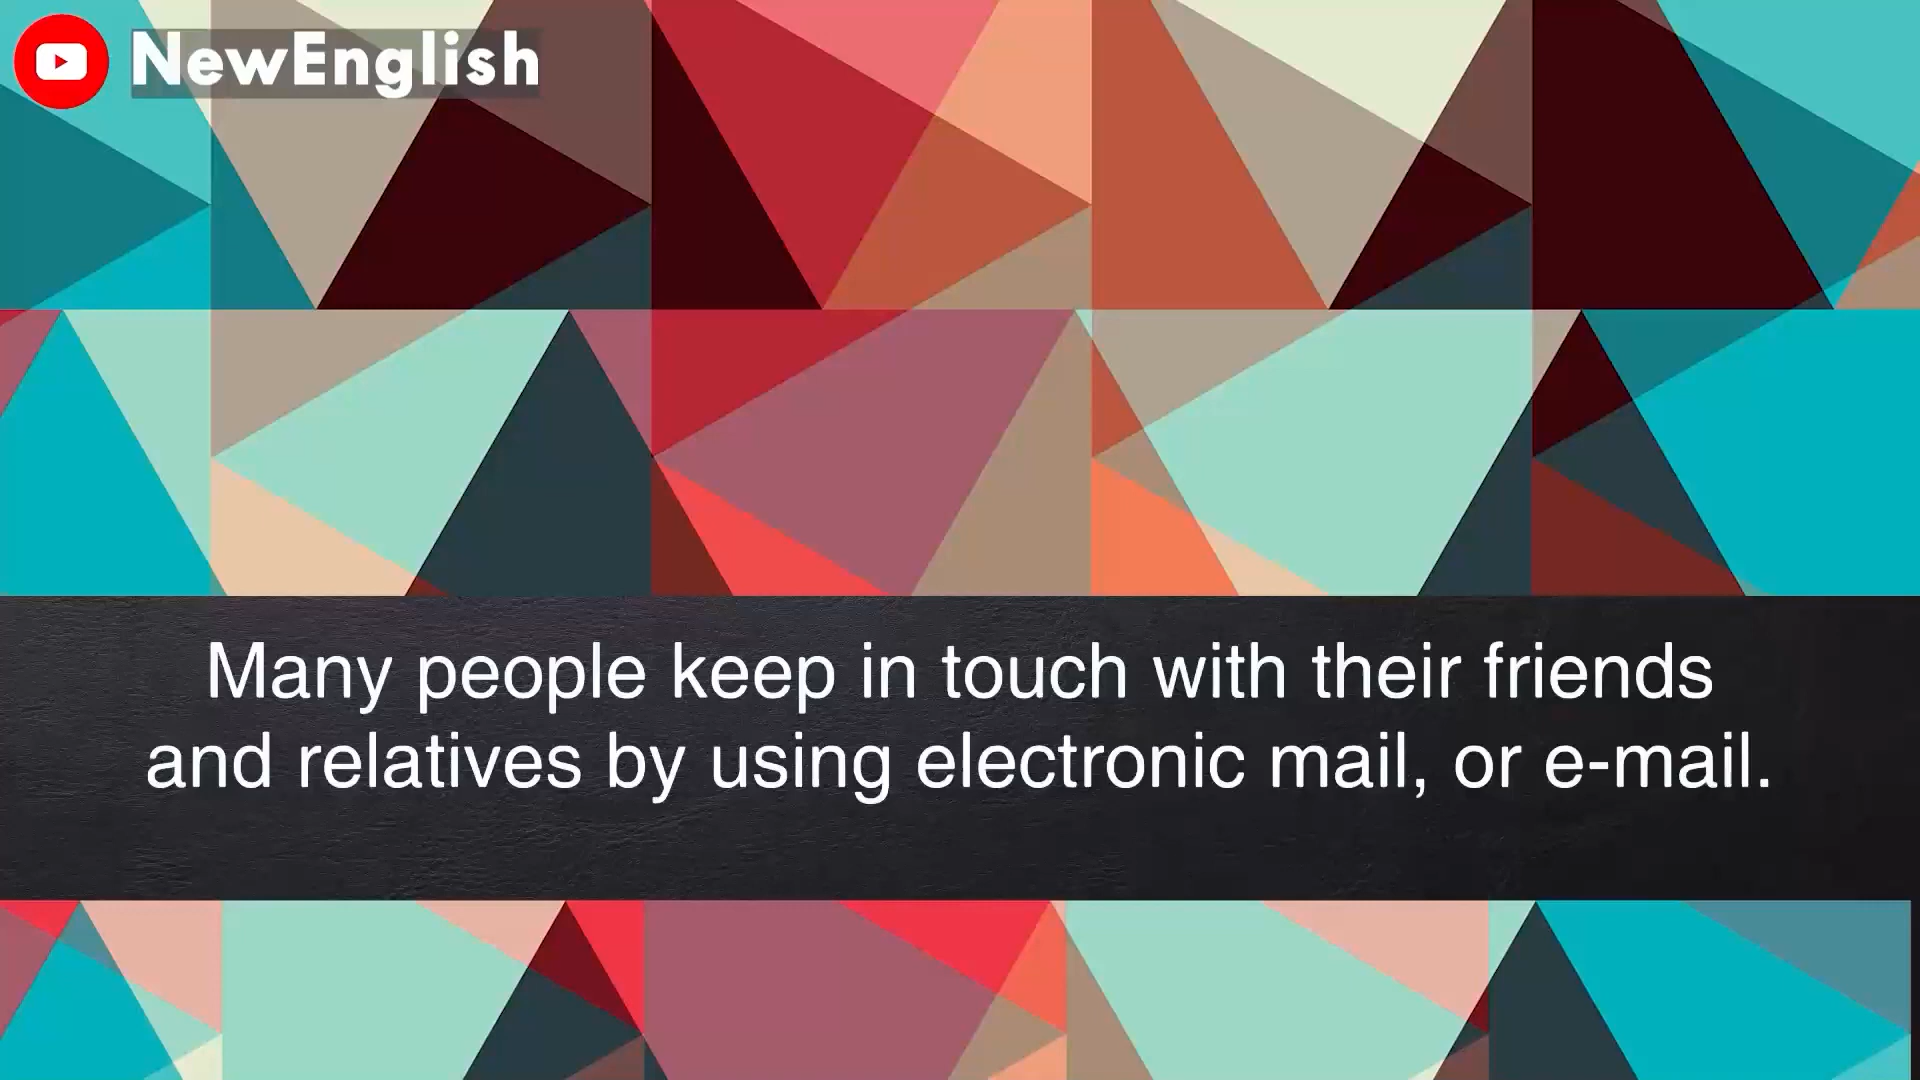 NewEnglish
Many people keep in touch with their friends
and relatives by using electronic mail, or e-mail.